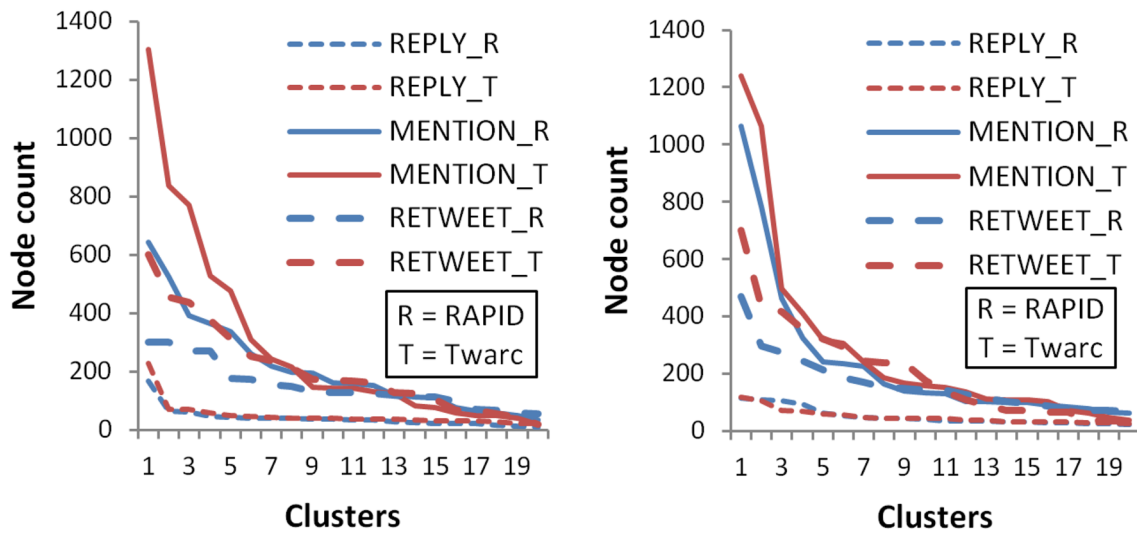 1400
1200
1000
800
600
400
200
0
Node count
1 3 5 7 9 11 13 15 17 19
Clusters
REPLY_R
REPLY_T
MENTION_R
MENTION_T
RETWEET_R
RETWEET_T
R = RAPID
T = Twarc
1400
1200
1000
800
600
400
200
0
Node count
1 3 5 7 9 11 13 15 17 19
Clusters
REPLY_R
REPLY_T
MENTION_R
MENTION_T
RETWEET_R
RETWEET_T
R = RAPID
T = Twarc